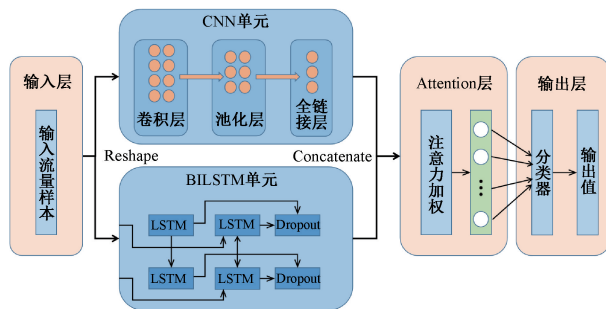 CNN单元
卷积层
池化层
全链
接层
输入层
输入流量样本
Reshape
Concatenate
BILSTM单元
LSTM
LSTM
Dropout
LSTM
LSTM
Dropout
Attention层
注意力加权
输出层
分类器
输出值